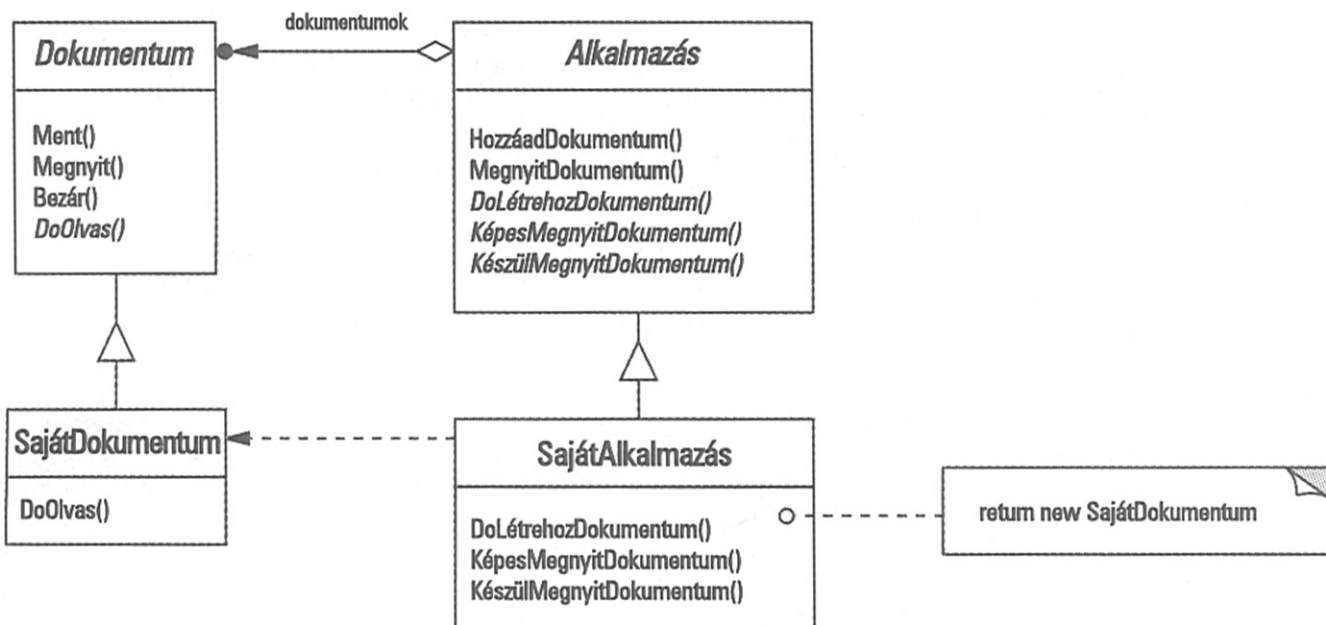 dokumentumok
Dokumentum
Ment()
Megnyit()
Bezár()
DoOlvas()
Alkalmazás
HozzáadDokumentum()
MegnyitDokumentum()
DoLétrehozDokumentum()
KépesMegnyitDokumentum()
KészülMegnyitDokumentum()
SajátDokumentum
DoOlvas()
SajátAlkalmazás
DoLétrehozDokumentum()
KépesMegnyitDokumentum()
KészülMegnyitDokumentum()
return new SajátDokumentum